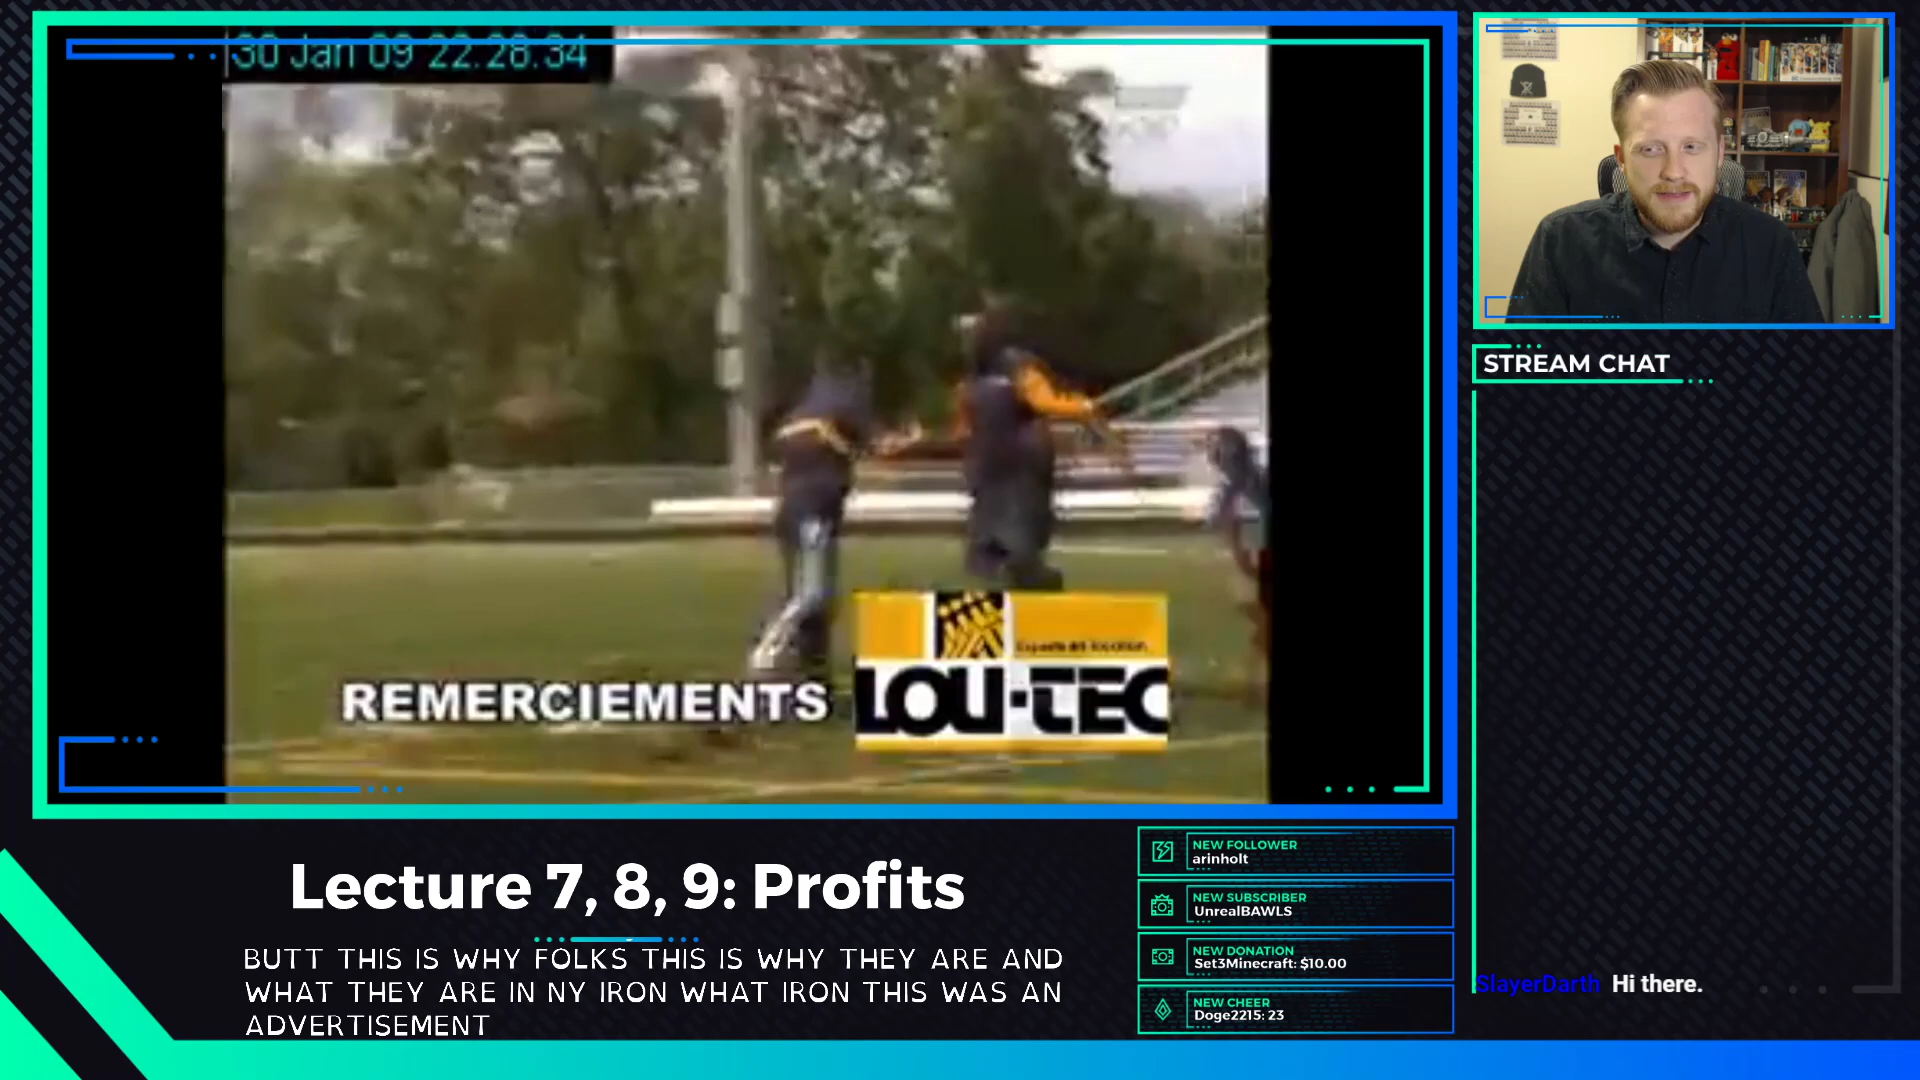 30 Jan 09 22:28:34
REMERCIEMENTS
LOU-TEC
STREAM CHAT
SlayerDarth Hi there.
Lecture 7, 8, 9: Profits
BUTT THIS IS WHY FOLKS THIS IS WHY THEY ARE AND
WHAT THEY ARE IN NY IRON WHAT IRON THIS WAS AN
ADVERTISEMENT
NEW FOLLOWER
arinholt
NEW SUBSCRIBER
UnrealBAWLS
NEW DONATION
Set3Minecraft: $10.00
NEW CHEER
Doge2215: 23